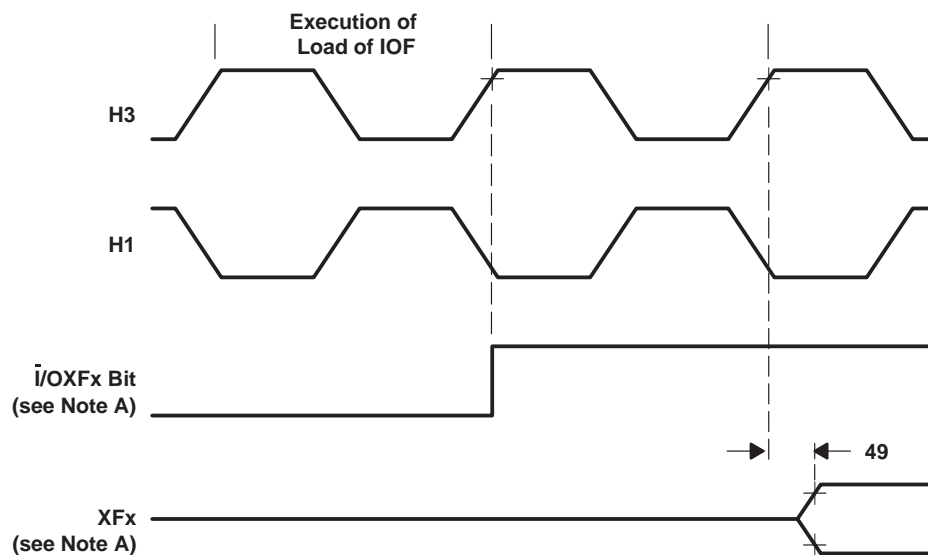 Execution of
Load of IOF
H3
H1
Ī/OXFx Bit
(see Note A)
49
XFx
(see Note A)